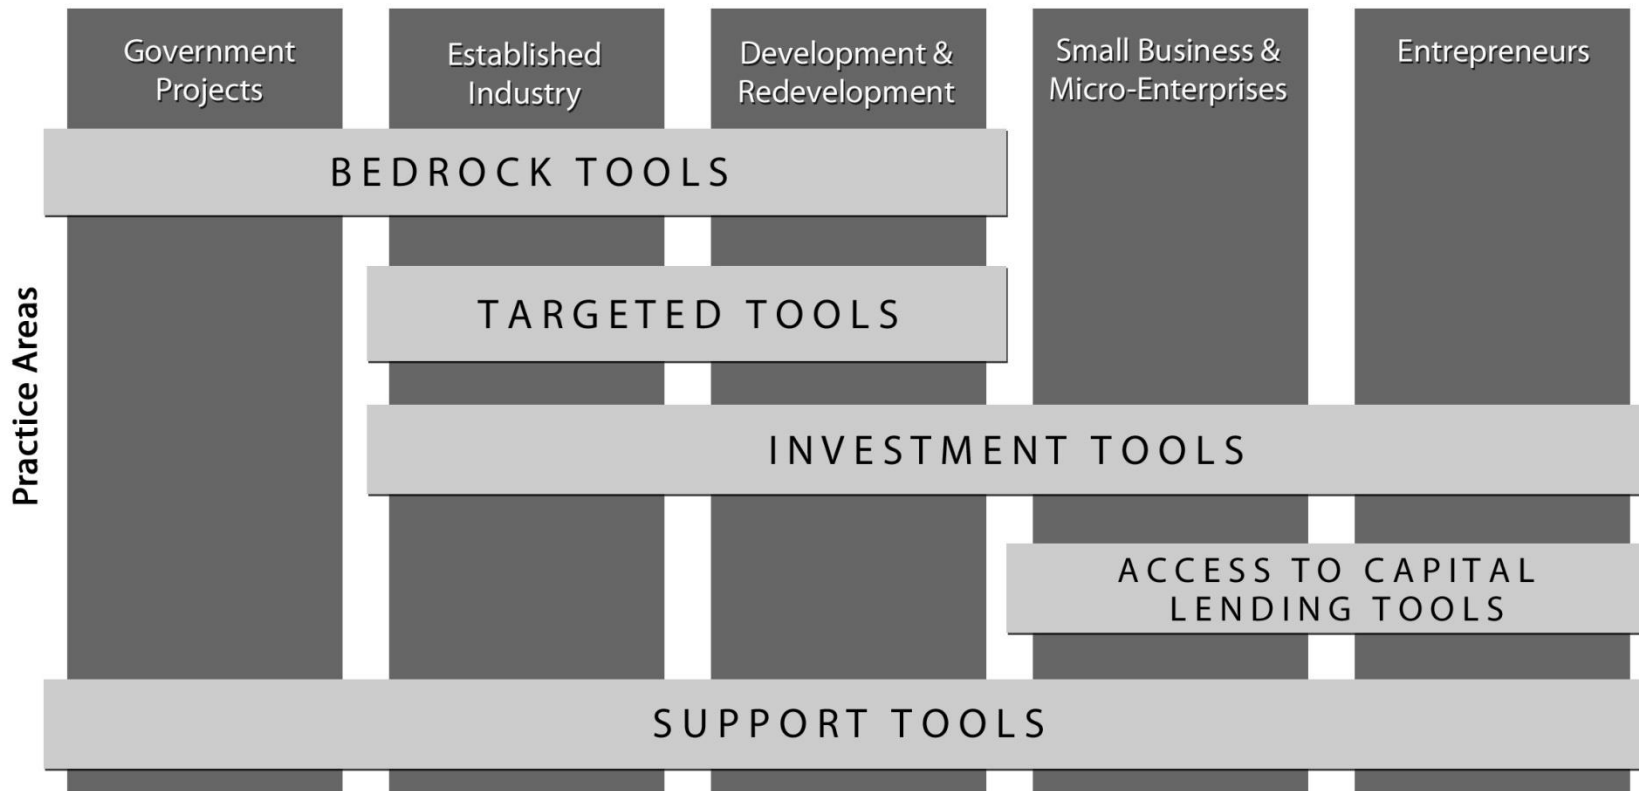 Government
Projects
Established
Industry
Development &
Redevelopment
Small Business &
Micro-Enterprises
Entrepreneurs
BEDROCK TOOLS
TARGETED TOOLS
INVESTMENT TOOLS
ACCESS TO CAPITAL
LENDING TOOLS
SUPPORT TOOLS
Practice Areas